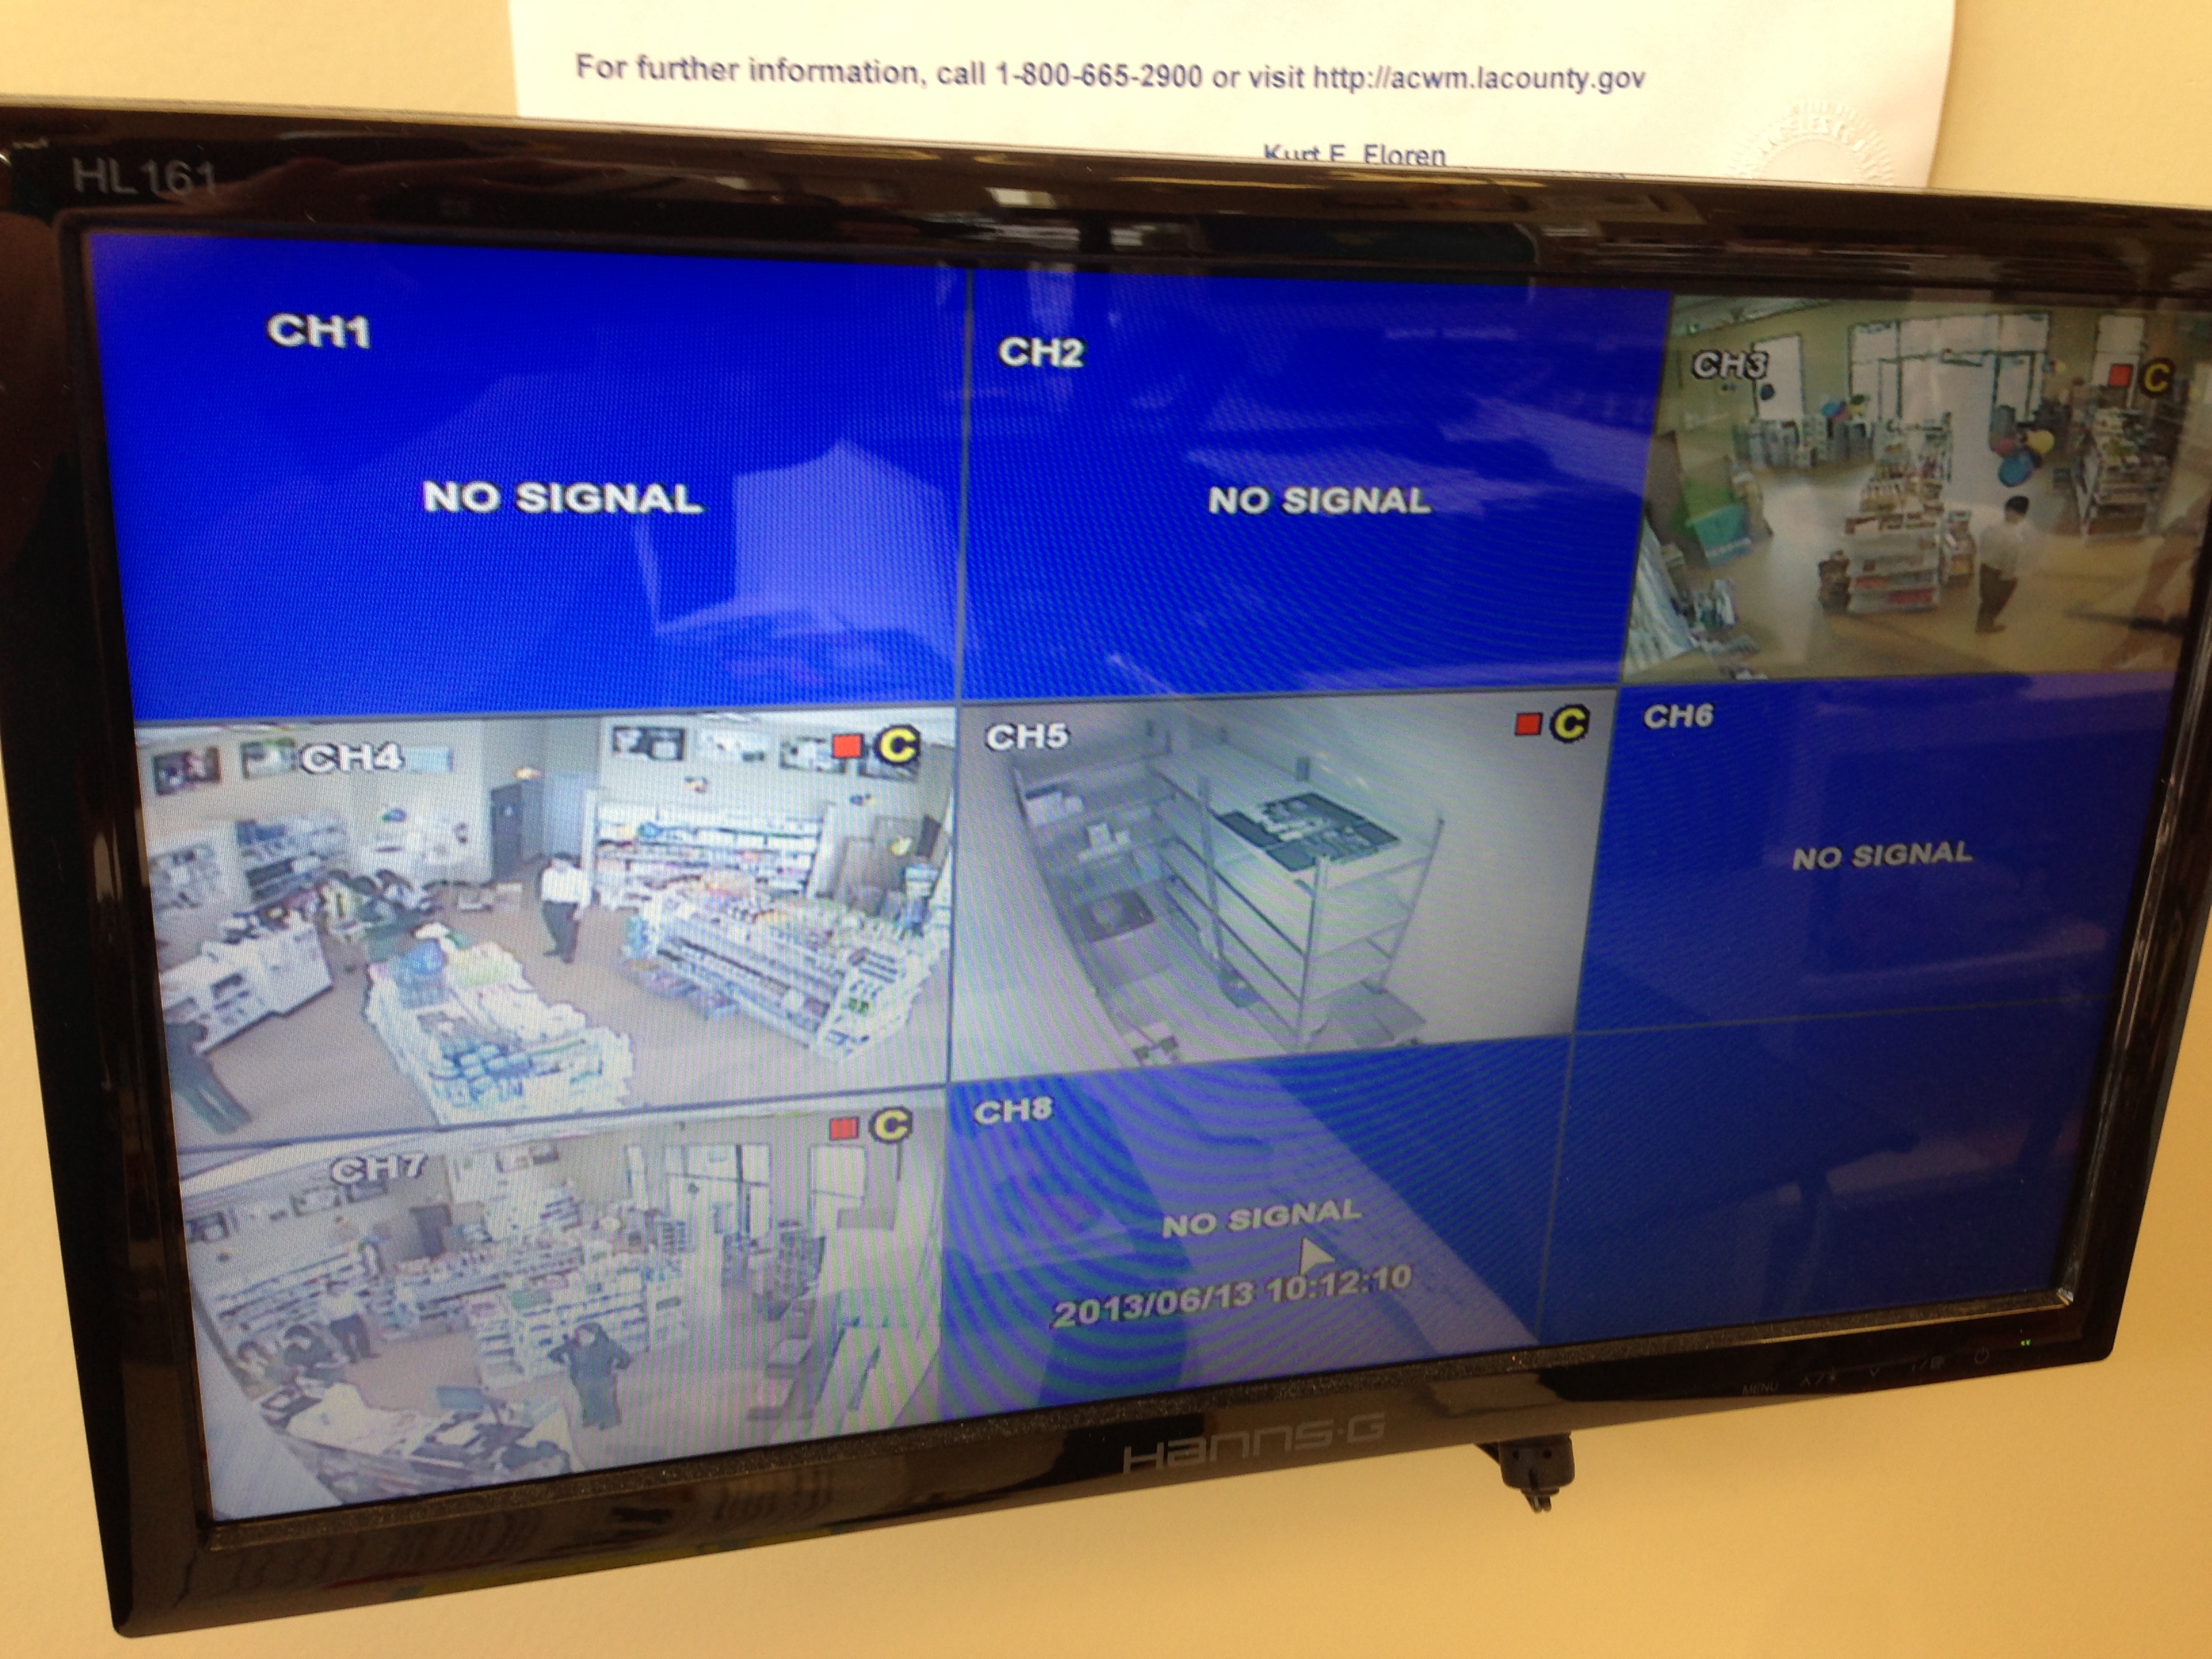 For further information, call 1-800-665-2900 or visit http://acwm.lacounty.gov
Kurt E. Floren
HL161
CH1
NO SIGNAL
CH2
NO SIGNAL
CH3
C
CH4
C
CH5
C
CH6
NO SIGNAL
CH7
C
CH8
NO SIGNAL
2013/06/13 10:12:10
MENU
HANNS·G